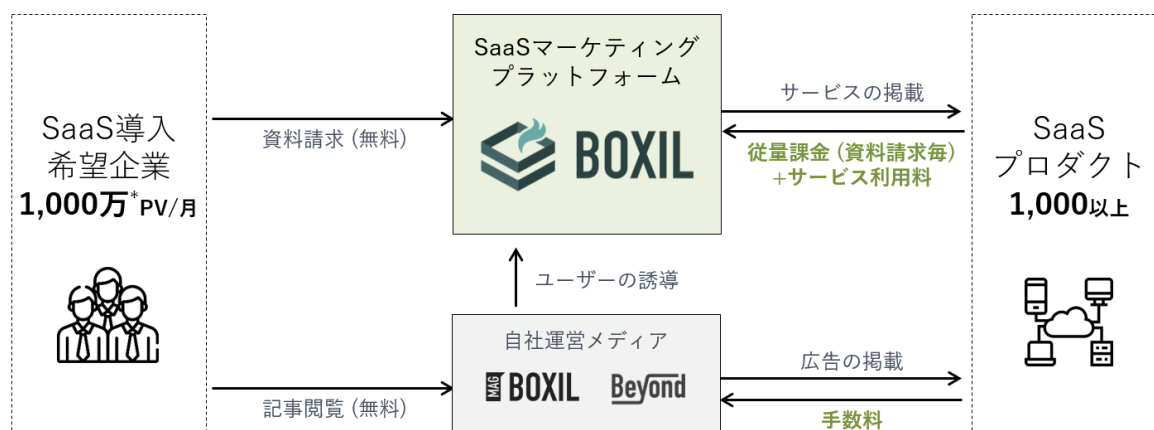 SaaS導入
希望企業
1,000万*PV/月
資料請求 (無料)
記事閲覧 (無料)
SaaSマーケティング
プラットフォーム
BOXIL
ユーザーの誘導
自社運営メディア
MAG BOXIL Beyond
サービスの掲載
従量課金 (資料請求毎)
+サービス利用料
広告の掲載
手数料
SaaS
プロダクト
1,000以上